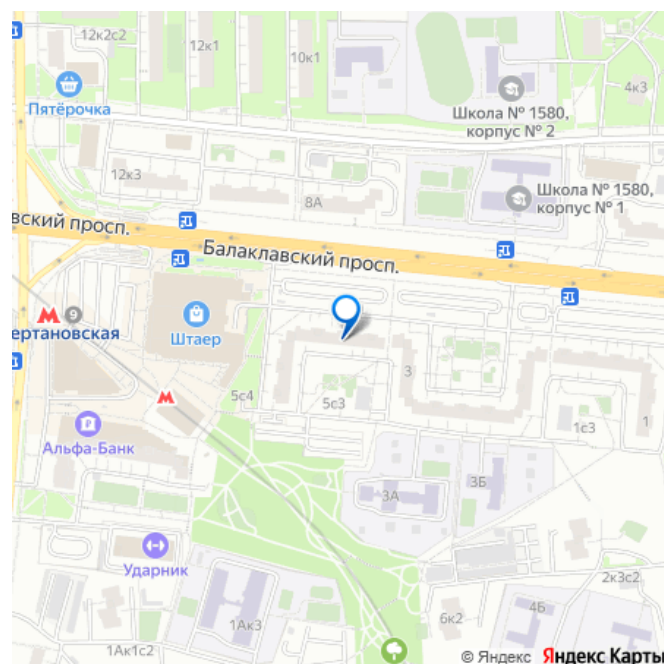 12к2с2
10к1
4к3
Пятёрочка
Школа № 1580,
корпус № 2
12к3
8А
Школа № 1580,
корпус № 1
вский просп.
Балаклавский просп.
М 9
ертановская
Штаер
М
5с4
5с3
3
1
1с3
Альфа-Банк
3А
3Б
Ударник
1Ак3
1Ак1с2
6к2
4Б
2к3с2
© Яндекс Яндекс Карты